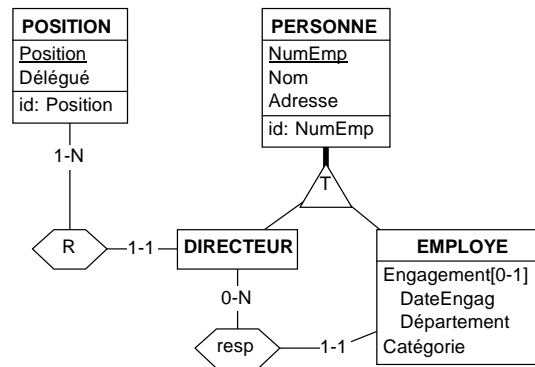 POSITION
Position
Délégué
id: Position
PERSONNE
NumEmp
Nom
Adresse
id: NumEmp
1-N
T
R
1-1
DIRECTEUR
EMPLOYE
Engagement[0-1]
DateEngag
Département
Catégorie
0-N
resp
1-1